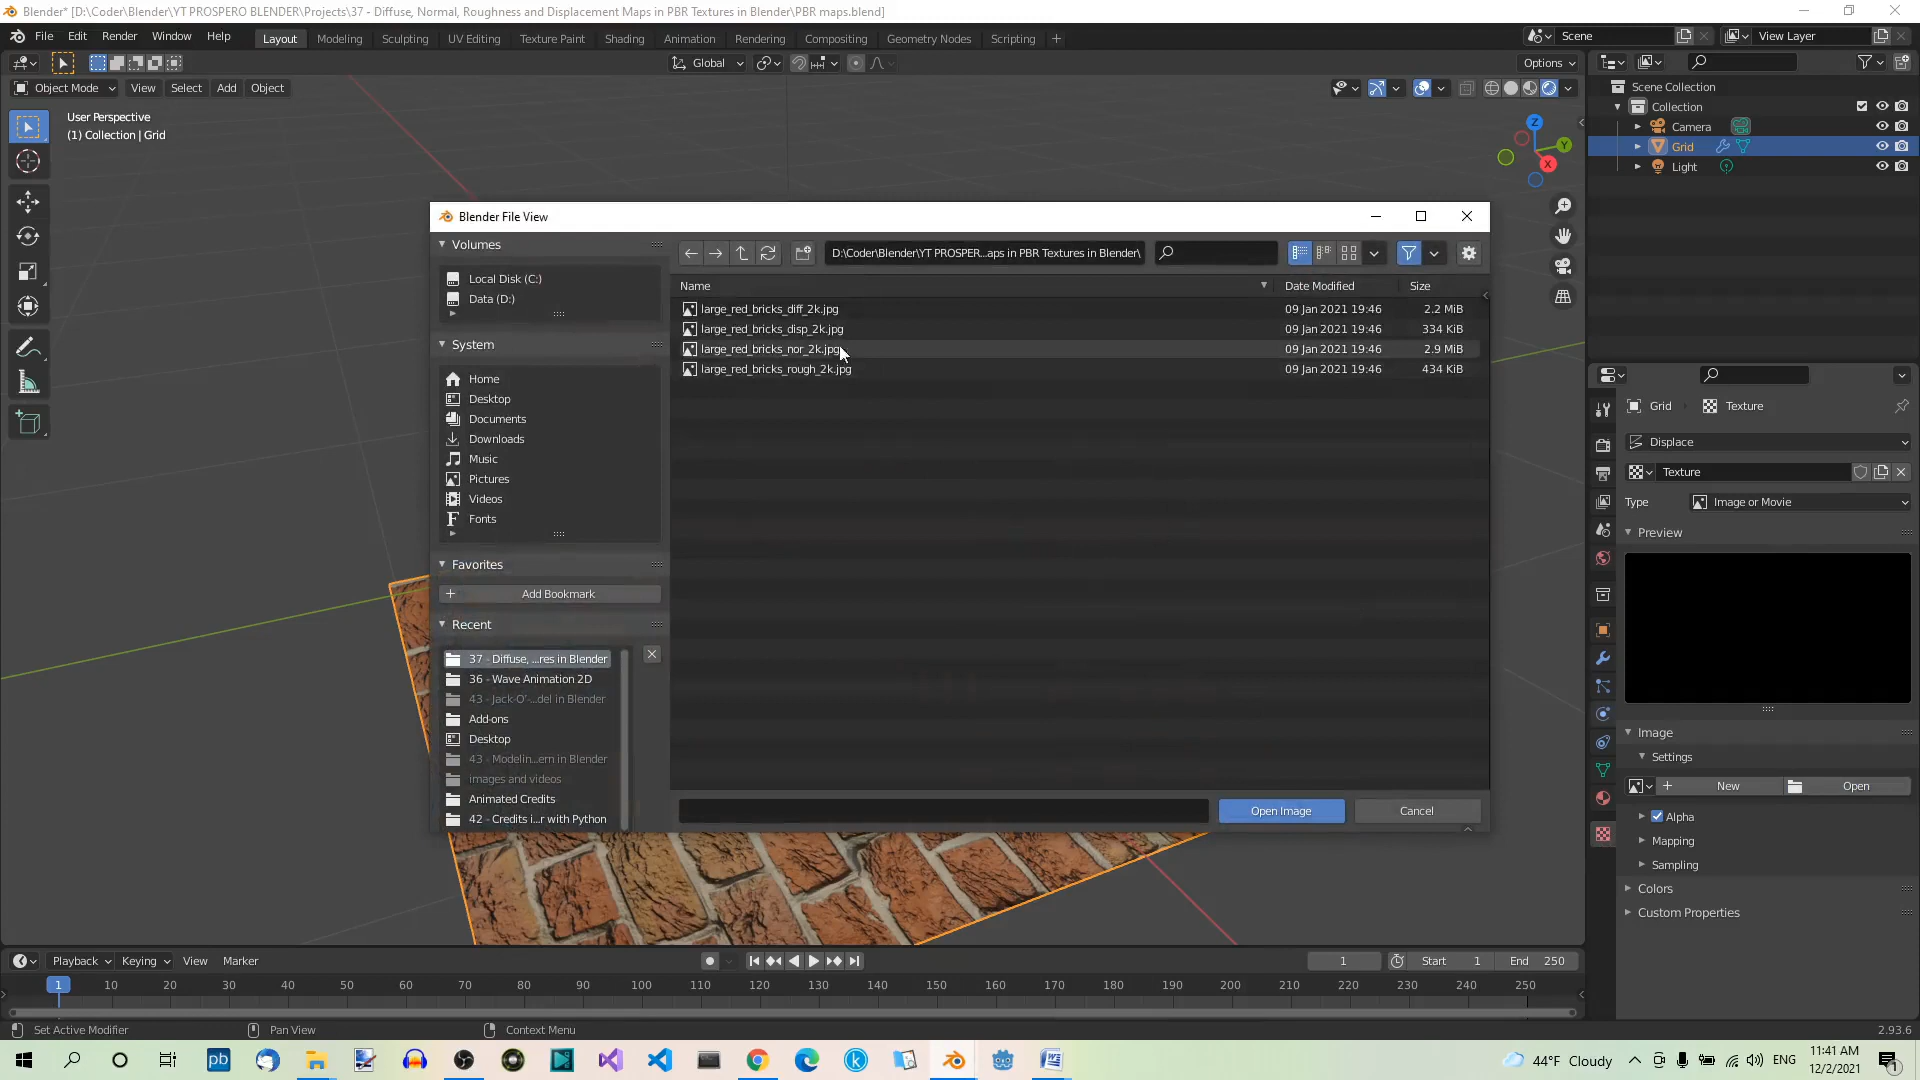 Blender* [D:\Coder\Blender\YT PROSPERO BLENDER\Projects\37 - Diffuse, Normal, Roughness and Displacement Maps in PBR Textures in Blender\PBR maps.blend]
File Edit Render Window Help Layout Modeling Sculpting UV Editing Texture Paint Shading Animation Rendering Compositing Geometry Nodes Scripting + Scene View Layer
Global Options
Object Mode View Select Add Object
User Perspective
(1) Collection | Grid
Z
Y
X
Scene Collection
Collection
Camera
Grid
Light
Blender File View
Volumes
Local Disk (C:)
Data (D:)
System
Home
Desktop
Documents
Downloads
Music
Pictures
Videos
Fonts
Favorites
Add Bookmark
Recent
37 - Diffuse, ...res in Blender
36 - Wave Animation 2D
43 - Jack-O'-...del in Blender
Add-ons
Desktop
43 - Modelin...ern in Blender
images and videos
Animated Credits
42 - Credits i...r with Python
D:\Coder\Blender\YT PROSPER...aps in PBR Textures in Blender\
Name Date Modified Size
large_red_bricks_diff_2k.jpg 09 Jan 2021 19:46 2.2 MiB
large_red_bricks_disp_2k.jpg 09 Jan 2021 19:46 334 KiB
large_red_bricks_nor_2k.jpg 09 Jan 2021 19:46 2.9 MiB
large_red_bricks_rough_2k.jpg 09 Jan 2021 19:46 434 KiB
Open Image Cancel
Grid Texture
Displace
Texture
Type Image or Movie
Preview
Image
Settings
New Open
Alpha
Mapping
Sampling
Colors
Custom Properties
Playback Keying View Marker 1 Start 1 End 250
1 10 20 30 40 50 60 70 80 90 100 110 120 130 140 150 160 170 180 190 200 210 220 230 240 250
Set Active Modifier Pan View Context Menu 2.93.6
pb 44°F Cloudy ENG 11:41 AM
12/2/2021 1